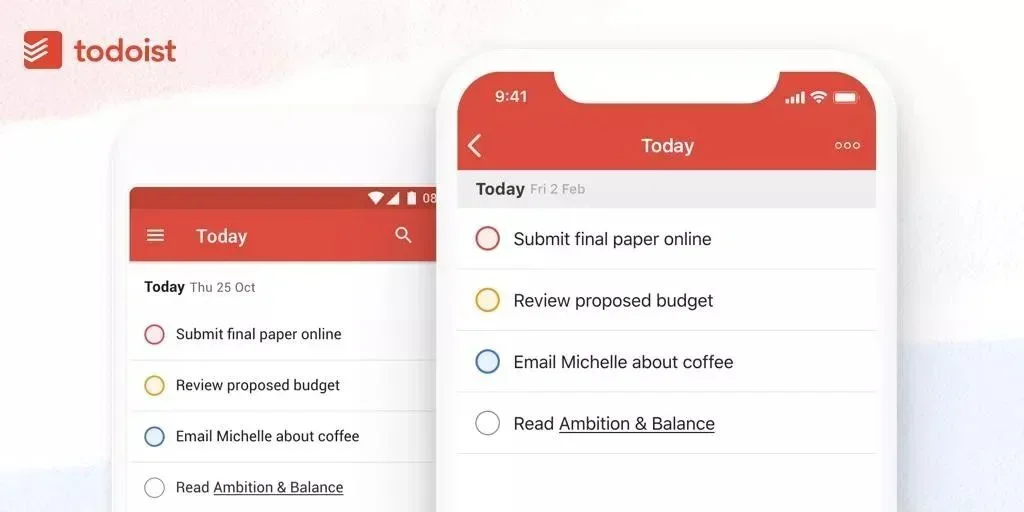 todoist
08
Today
Today Thu 25 Oct
Submit final paper online
Review proposed budget
Email Michelle about coffee
Read Ambition & Balance
9:41
Today
Today Fri 2 Feb
Submit final paper online
Review proposed budget
Email Michelle about coffee
Read Ambition & Balance